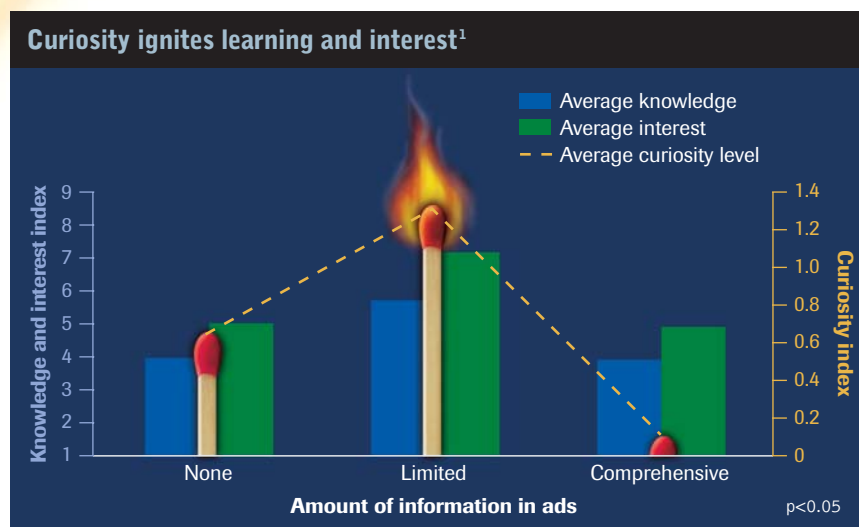 Curiosity ignites learning and interest¹
Average knowledge
Average interest
Average curiosity level
Knowledge and interest index
9
8
7
6
5
4
3
2
1
1.4
1.2
1.0
0.8
0.6
0.4
0.2
0
Curiosity index
None Limited Comprehensive
Amount of information in ads
p<0.05